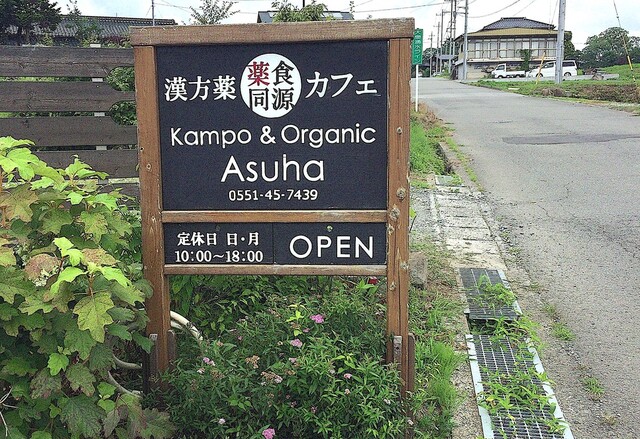 漢方薬 薬食同源 カフェ
Kampo & Organic
Asuha
0551-45-7439
定休日 日・月
10:00～18:00
OPEN